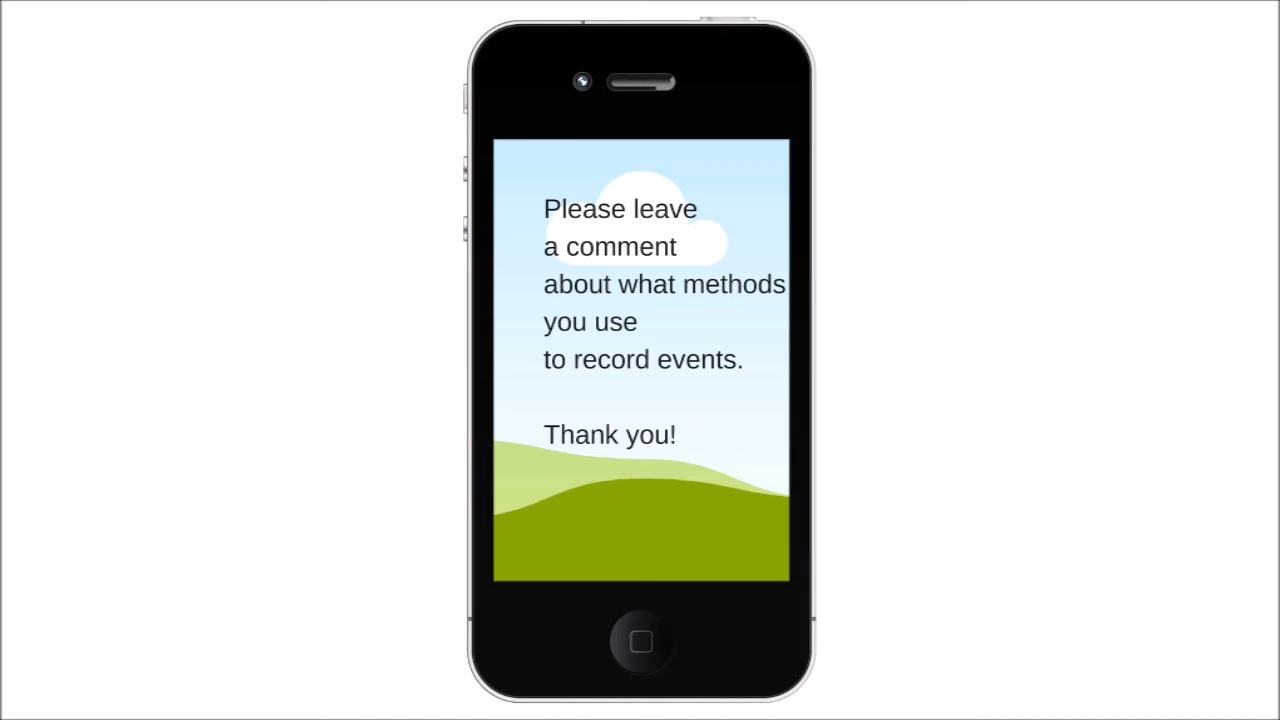 Please leave
a comment
about what methods
you use
to record events.
Thank you!